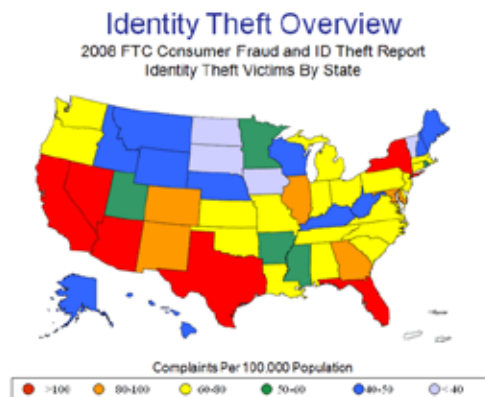 Identity Theft Overview
2008 FTC Consumer Fraud and ID Theft Report
Identity Theft Victims By State
Complaints Per 100,000 Population
>100 80-100 60-80 50-60 40-50 <40